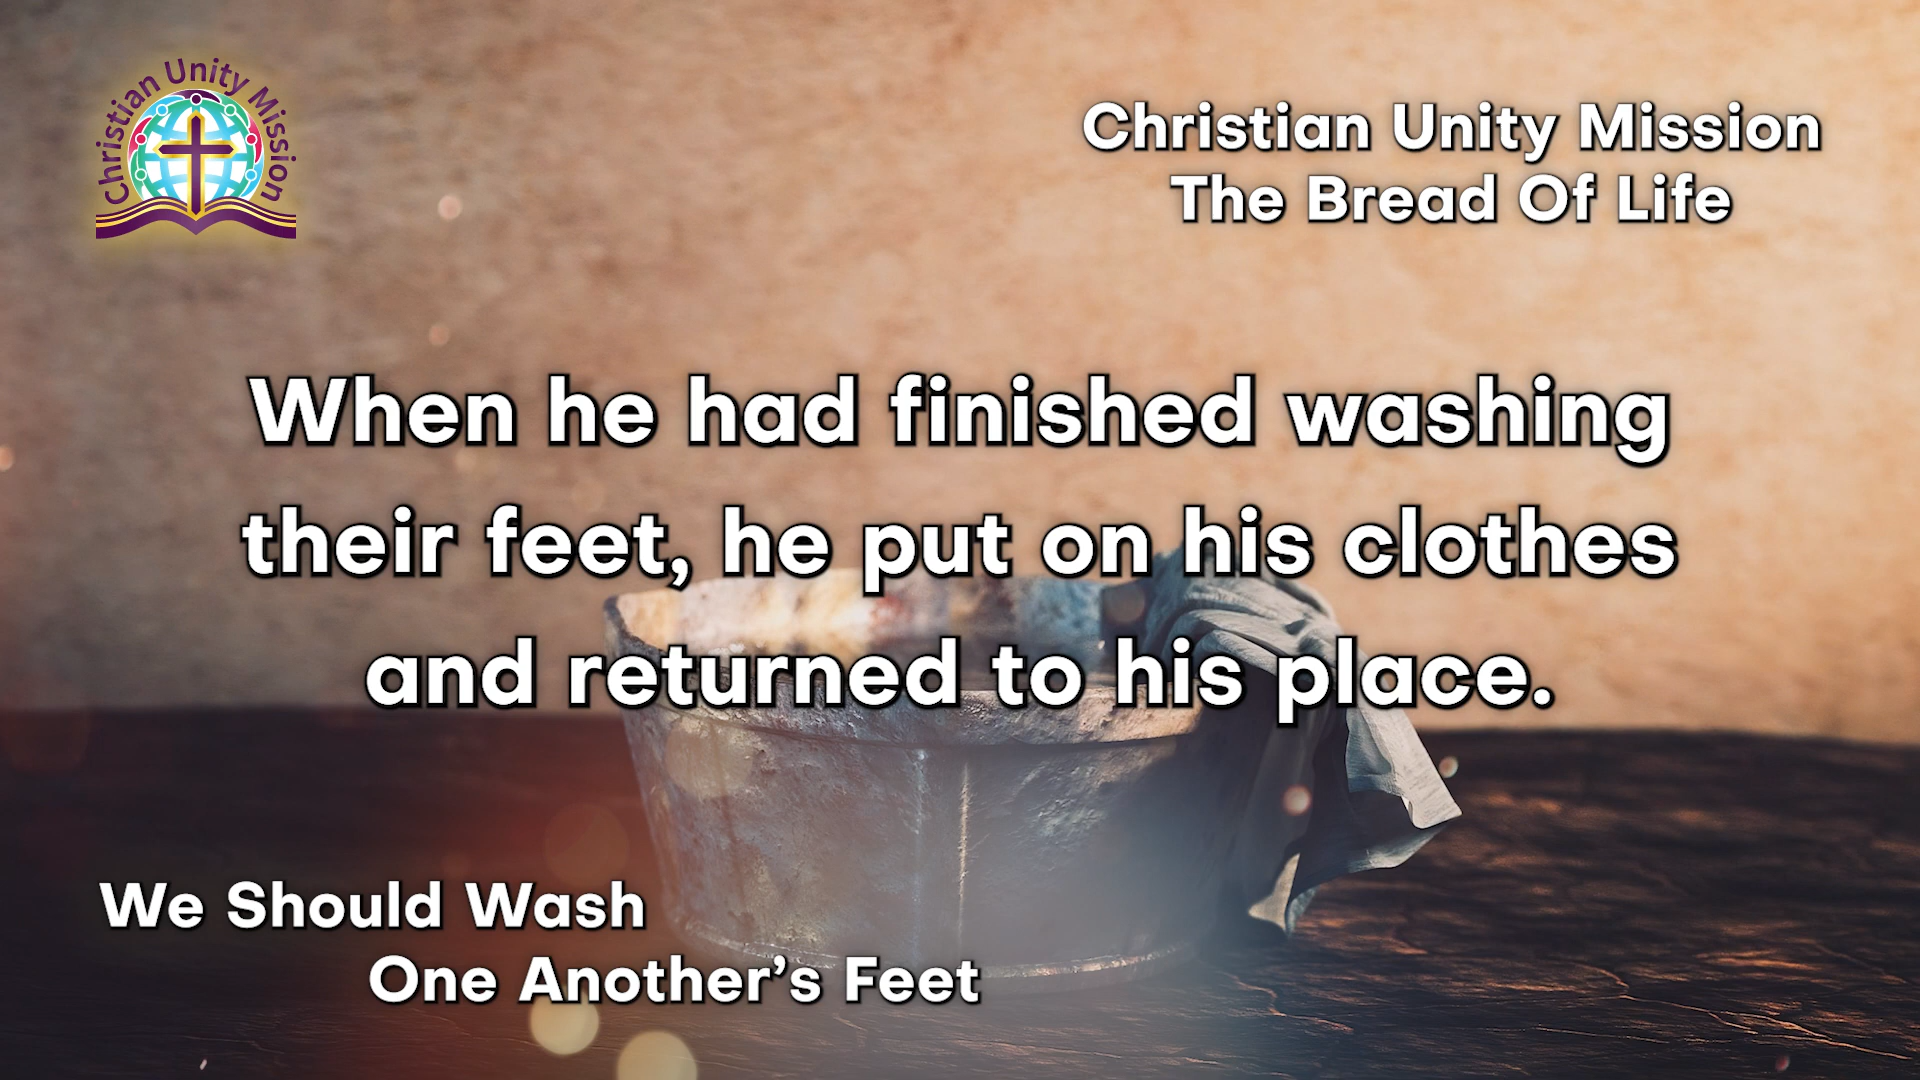 Christian Unity Mission
Christian Unity Mission
The Bread Of Life
When he had finished washing
their feet, he put on his clothes
and returned to his place.
We Should Wash
One Another’s Feet